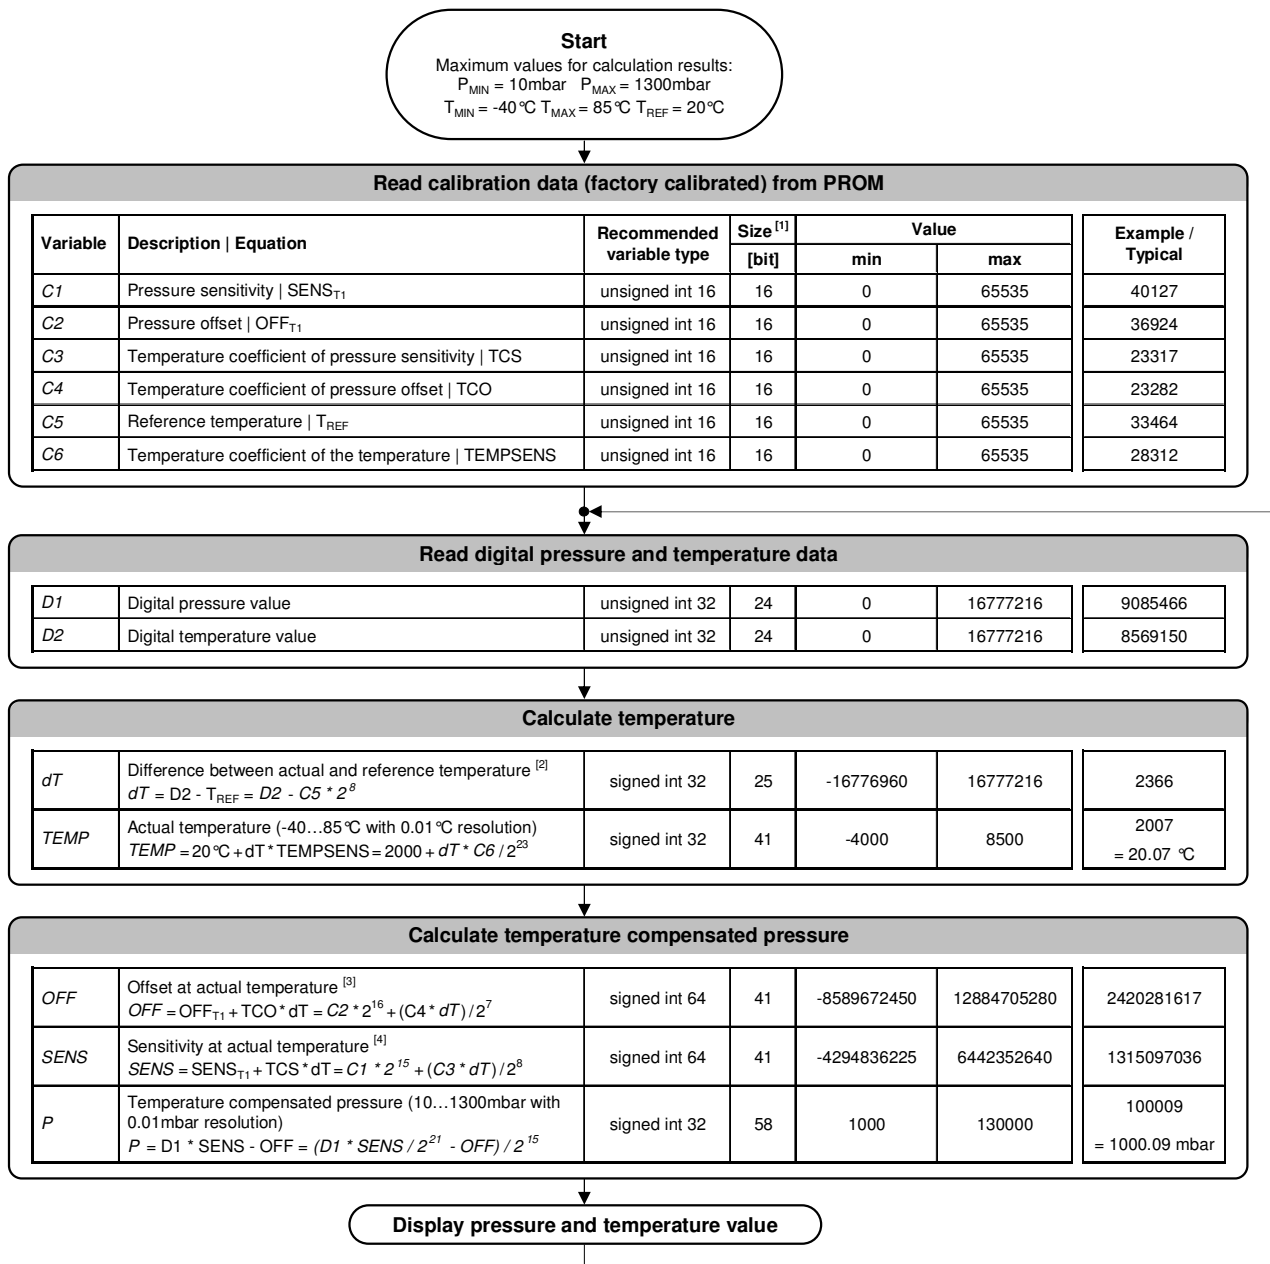 Start
Maximum values for calculation results:
P_MIN = 10mbar P_MAX = 1300mbar
T_MIN = -40°C T_MAX = 85°C T_REF = 20°C
Read calibration data (factory calibrated) from PROM
Variable Description | Equation Recommended variable type Size [1] [bit] Value min max Example / Typical
C1 Pressure sensitivity | SENS_T1 unsigned int 16 16 0 65535 40127
C2 Pressure offset | OFF_T1 unsigned int 16 16 0 65535 36924
C3 Temperature coefficient of pressure sensitivity | TCS unsigned int 16 16 0 65535 23317
C4 Temperature coefficient of pressure offset | TCO unsigned int 16 16 0 65535 23282
C5 Reference temperature | T_REF unsigned int 16 16 0 65535 33464
C6 Temperature coefficient of the temperature | TEMPSENS unsigned int 16 16 0 65535 28312
Read digital pressure and temperature data
D1 Digital pressure value unsigned int 32 24 0 16777216 9085466
D2 Digital temperature value unsigned int 32 24 0 16777216 8569150
Calculate temperature
dT
Difference between actual and reference temperature [2]
dT = D2 - T_REF = D2 - C5 * 2^8
signed int 32 25 -16776960 16777216 2366
TEMP
Actual temperature (-40…85°C with 0.01°C resolution)
TEMP = 20°C + dT * TEMPSENS = 2000 + dT * C6 / 2^23
signed int 32 41 -4000 8500 2007
= 20.07 °C
Calculate temperature compensated pressure
OFF
Offset at actual temperature [3]
OFF = OFF_T1 + TCO * dT = C2 * 2^16 + (C4 * dT) / 2^7
signed int 64 41 -8589672450 12884705280 2420281617
SENS
Sensitivity at actual temperature [4]
SENS = SENS_T1 + TCS * dT = C1 * 2^15 + (C3 * dT) / 2^8
signed int 64 41 -4294836225 6442352640 1315097036
P
Temperature compensated pressure (10…1300mbar with
0.01mbar resolution)
P = D1 * SENS - OFF = (D1 * SENS / 2^21 - OFF) / 2^15
signed int 32 58 1000 130000 100009
= 1000.09 mbar
Display pressure and temperature value